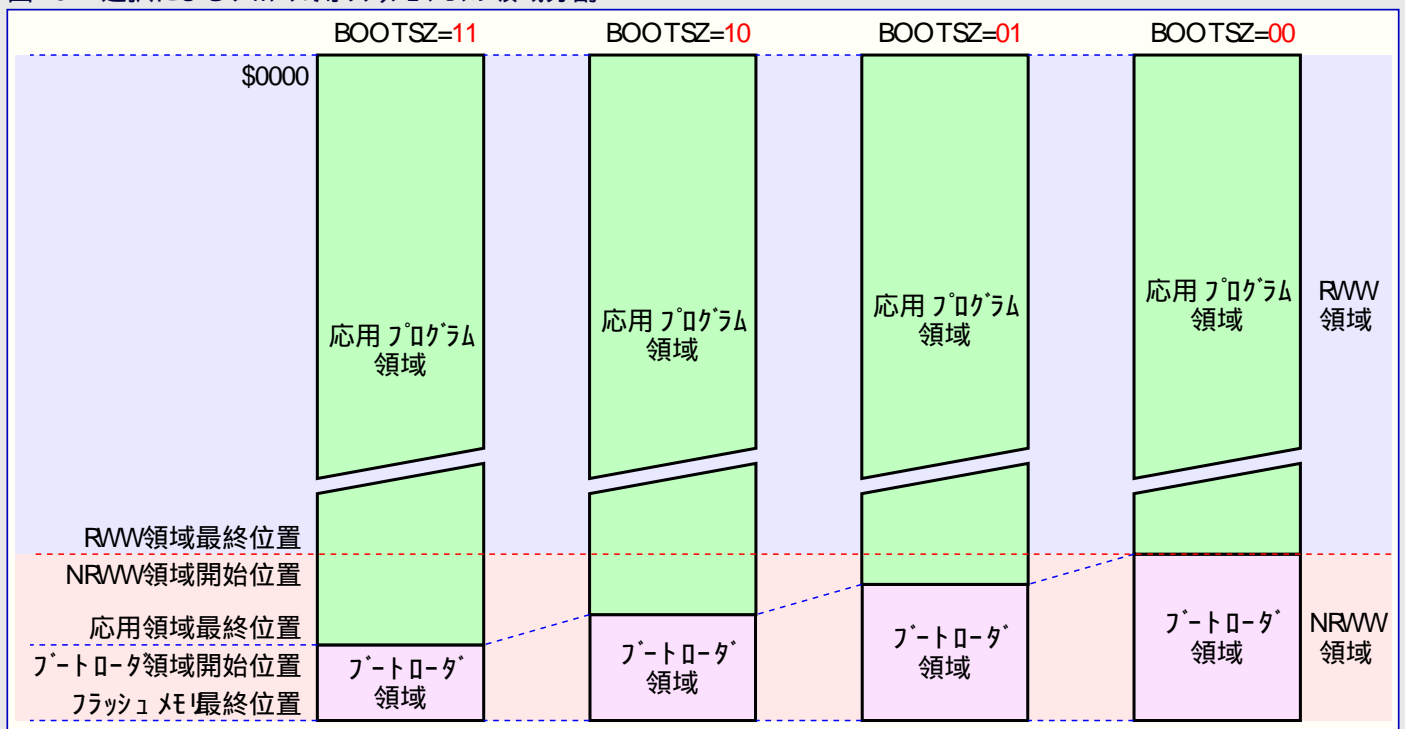 BOOTSZ=11
BOOTSZ=10
BOOTSZ=01
BOOTSZ=00
$0000
応用プログラム
領域
応用プログラム
領域
応用プログラム
領域
応用プログラム
領域
RWW
領域
RWW領域最終位置
NRWW領域開始位置
応用領域最終位置
ブートローダ領域開始位置
フラッシュメモリ最終位置
ブートローダ
領域
ブートローダ
領域
ブートローダ
領域
ブートローダ
領域
NRWW
領域